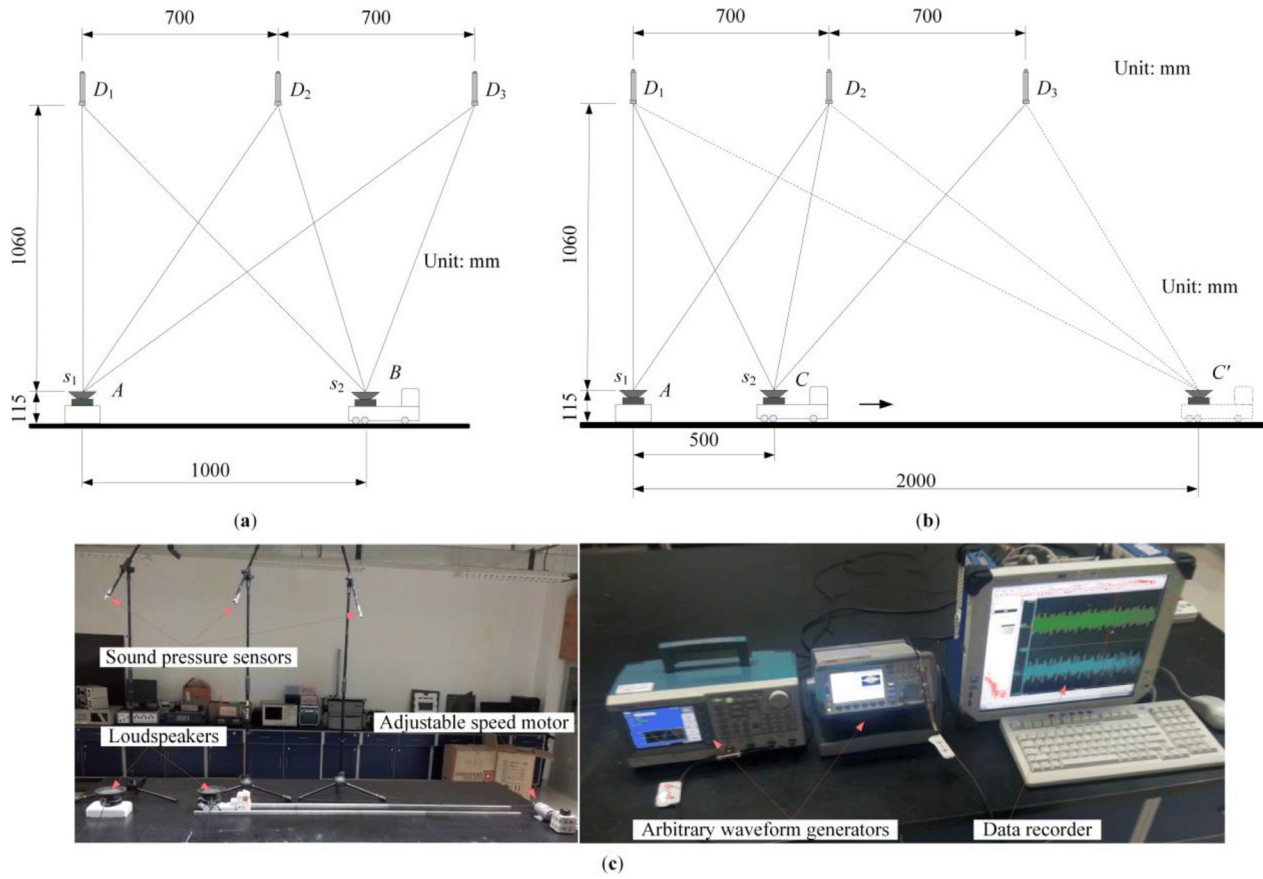 700
700
D1
D2
D3
1060
Unit: mm
s1
A
s2
B
115
1000
(a)
700
700
Unit: mm
D1
D2
D3
1060
Unit: mm
s1
A
s2
C
C'
115
500
2000
(b)
Sound pressure sensors
Adjustable speed motor
Loudspeakers
Arbitrary waveform generators
Data recorder
(c)